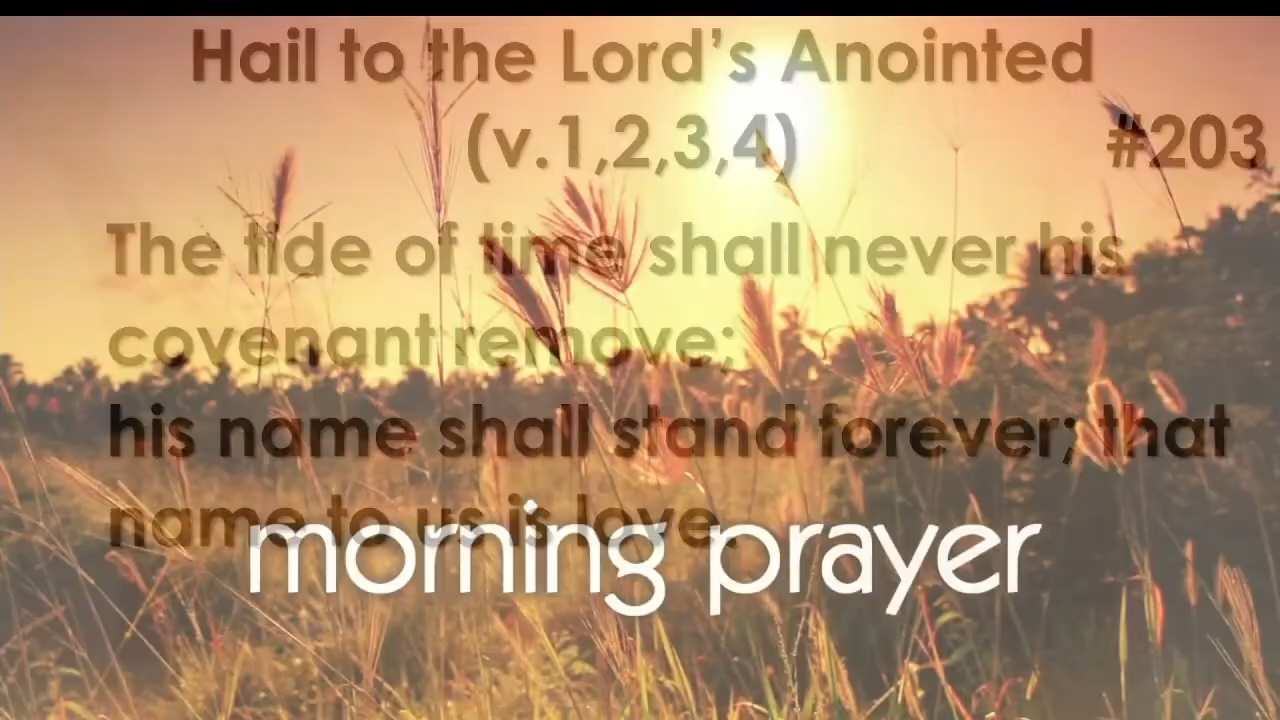 Hail to the Lord’s Anointed
(v.1,2,3,4) #203
The tide of time shall never his
covenant remove;
his name shall stand forever; that
name to us is love.
morning prayer